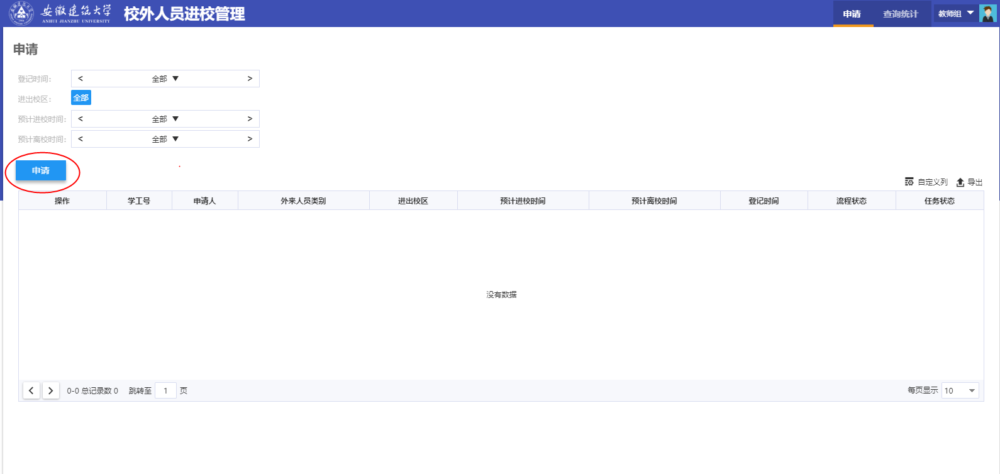 安徽建筑大学
ANHUI JIANZHU UNIVERSITY
校外人员进校管理
申请 查询统计 教师组
申请
登记时间: < 全部 ▼ >
进出校区: 全部
预计进校时间: < 全部 ▼ >
预计离校时间: < 全部 ▼ >
申请
自定义列 导出
操作 学工号 申请人 外来人员类别 进出校区 预计进校时间 预计离校时间 登记时间 流程状态 任务状态
没有数据
0-0 总记录数 0 跳转至 1 页 每页显示 10